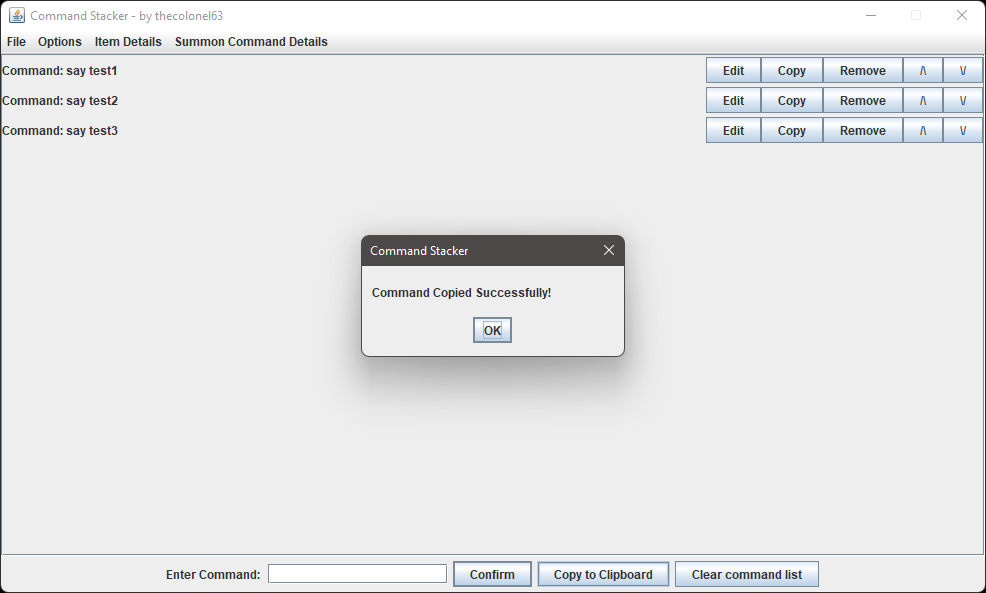 Command Stacker - by thecolonel63
File Options Item Details Summon Command Details
Command: say test1 Edit Copy Remove /\ \/
Command: say test2 Edit Copy Remove /\ \/
Command: say test3 Edit Copy Remove /\ \/
Command Stacker
Command Copied Successfully!
OK
Enter Command: Confirm Copy to Clipboard Clear command list